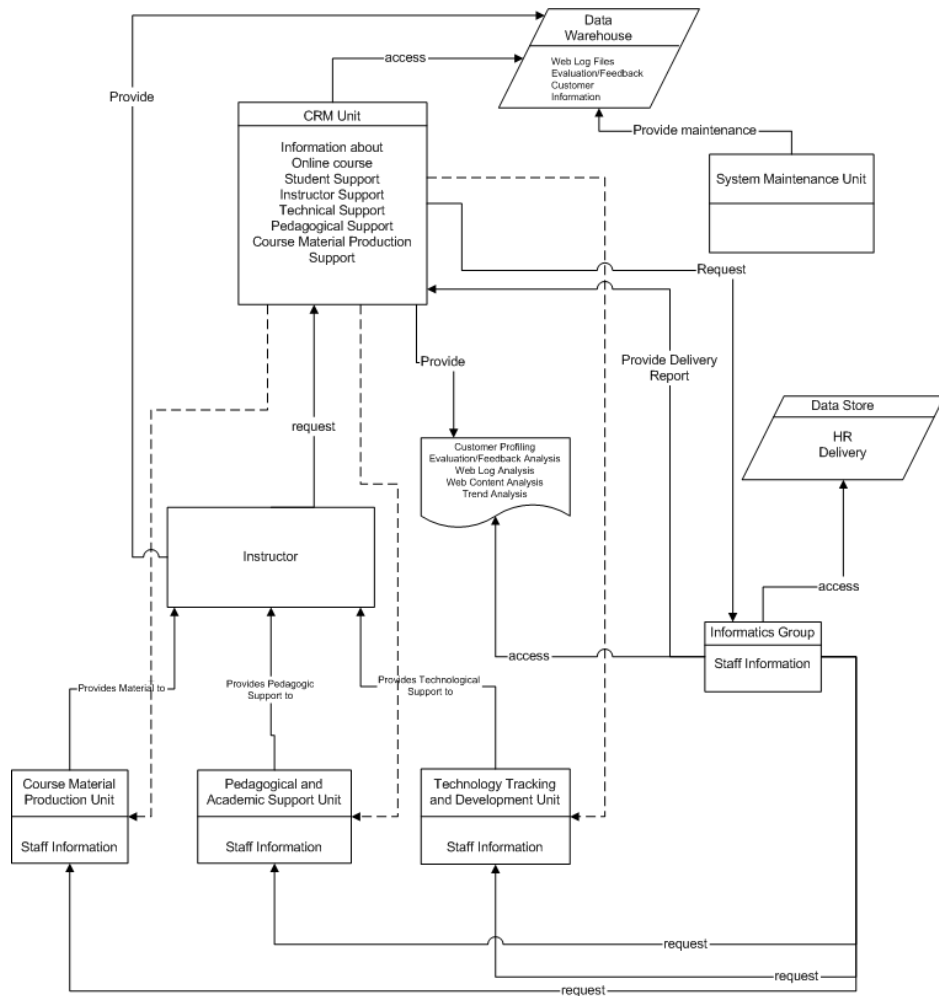 Data
Warehouse
Web Log Files
Evaluation/Feedback
Customer
Information
access
Provide
CRM Unit
Information about
Online course
Student Support
Instructor Support
Technical Support
Pedagogical Support
Course Material Production
Support
Provide maintenance
System Maintenance Unit
Request
Provide Delivery
Report
Provide
request
Data Store
HR
Delivery
Customer Profiling
Evaluation/Feedback Analysis
Web Log Analysis
Web Content Analysis
Trend Analysis
Instructor
access
Informatics Group
Staff Information
access
Provides Material to
Provides Pedagogic
Support to
Provides Technological
Support to
Course Material
Production Unit
Staff Information
Pedagogical and
Academic Support Unit
Staff Information
Technology Tracking
and Development Unit
Staff Information
request
request
request